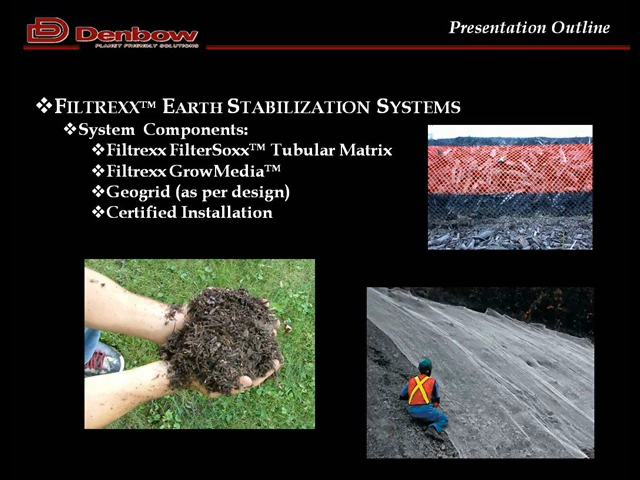 Denbow
PLANET FRIENDLY SOLUTIONS
Presentation Outline
❖FILTREXX™ EARTH STABILIZATION SYSTEMS
❖System Components:
❖Filtrexx FilterSoxx™ Tubular Matrix
❖Filtrexx GrowMedia™
❖Geogrid (as per design)
❖Certified Installation